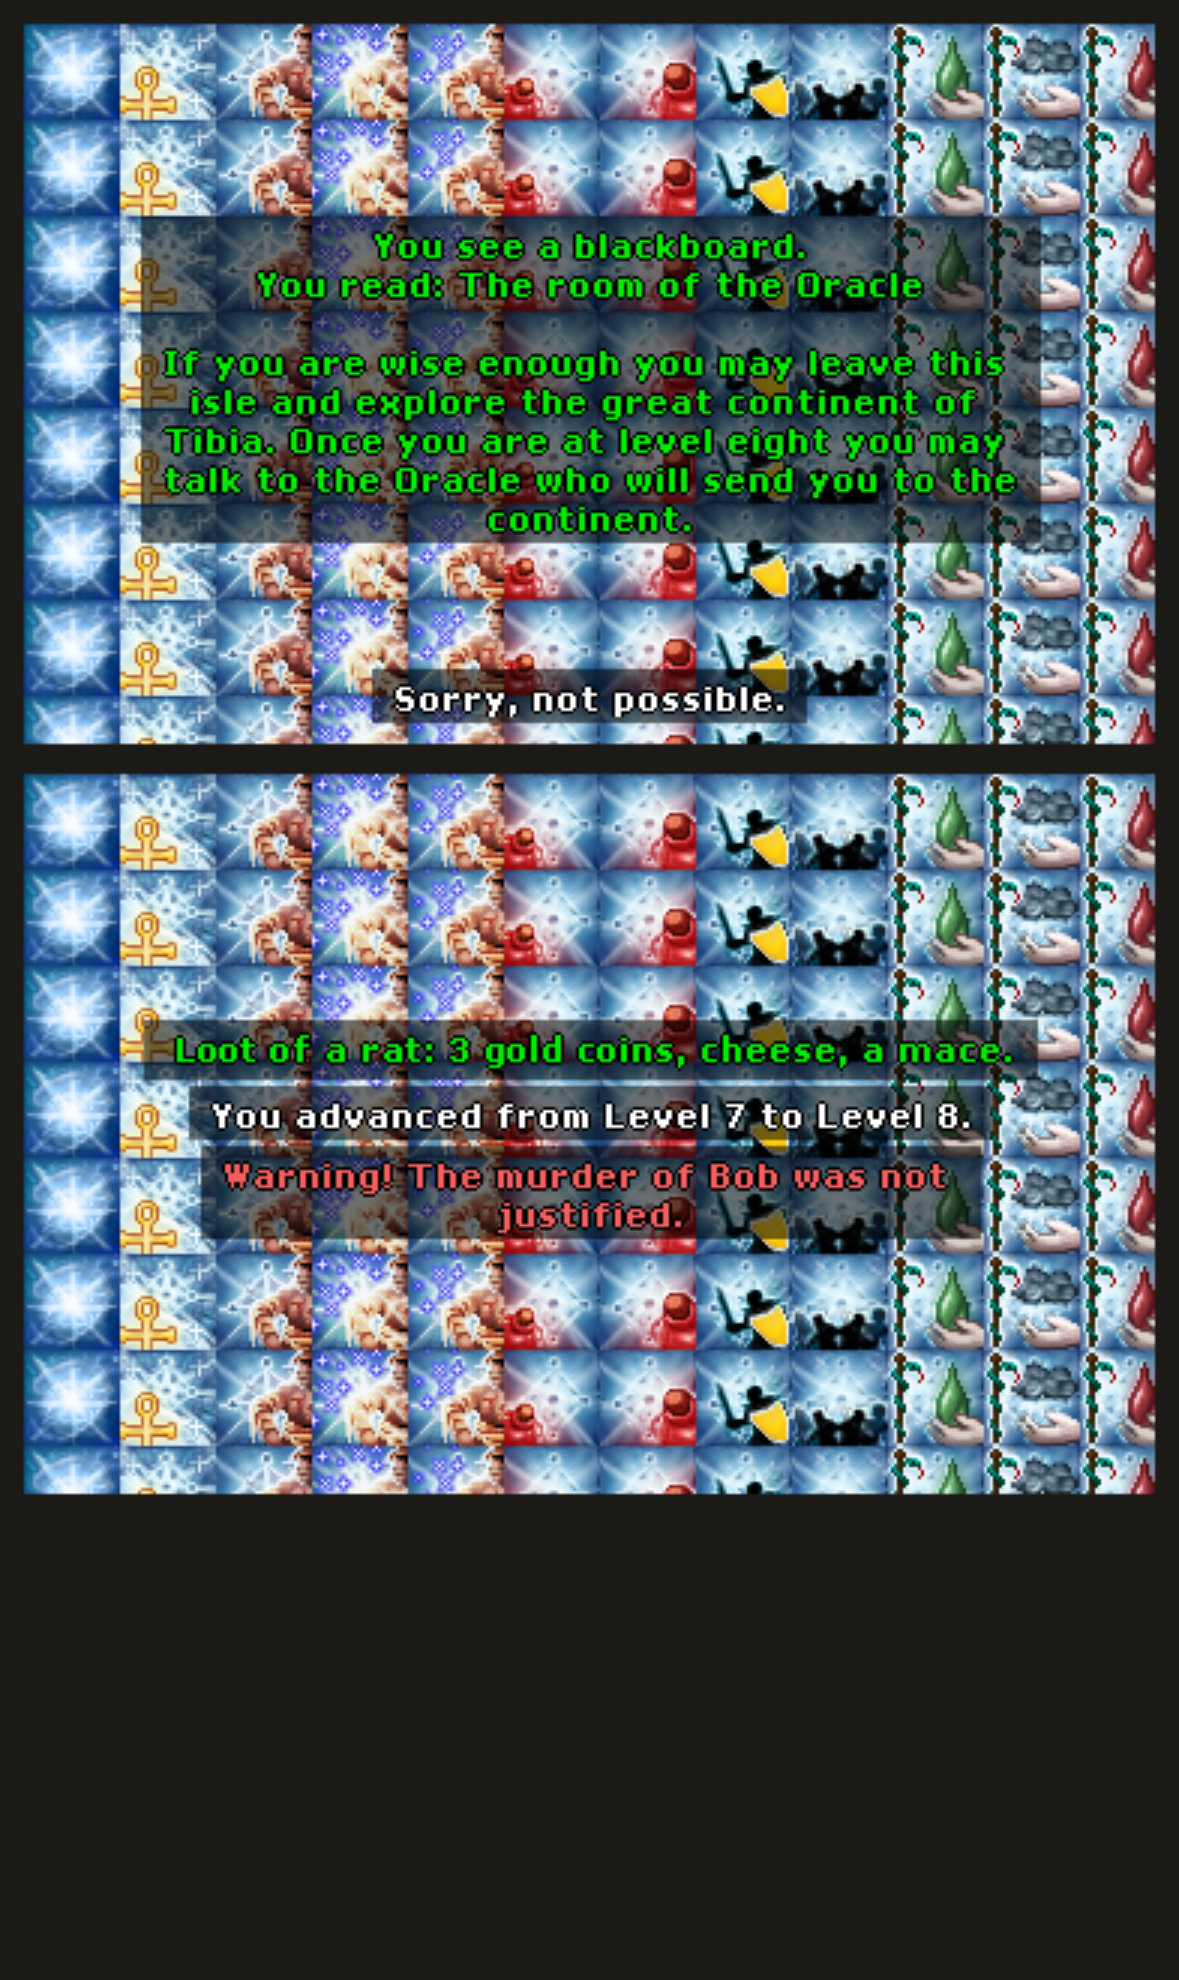 You see a blackboard.
You read: The room of the Oracle
If you are wise enough you may leave this
isle and explore the great continent of
Tibia. Once you are at level eight you may
talk to the Oracle who will send you to the
continent.
Sorry, not possible.
Loot of a rat: 3 gold coins, cheese, a mace.
You advanced from Level 7 to Level 8.
Warning! The murder of Bob was not
justified.